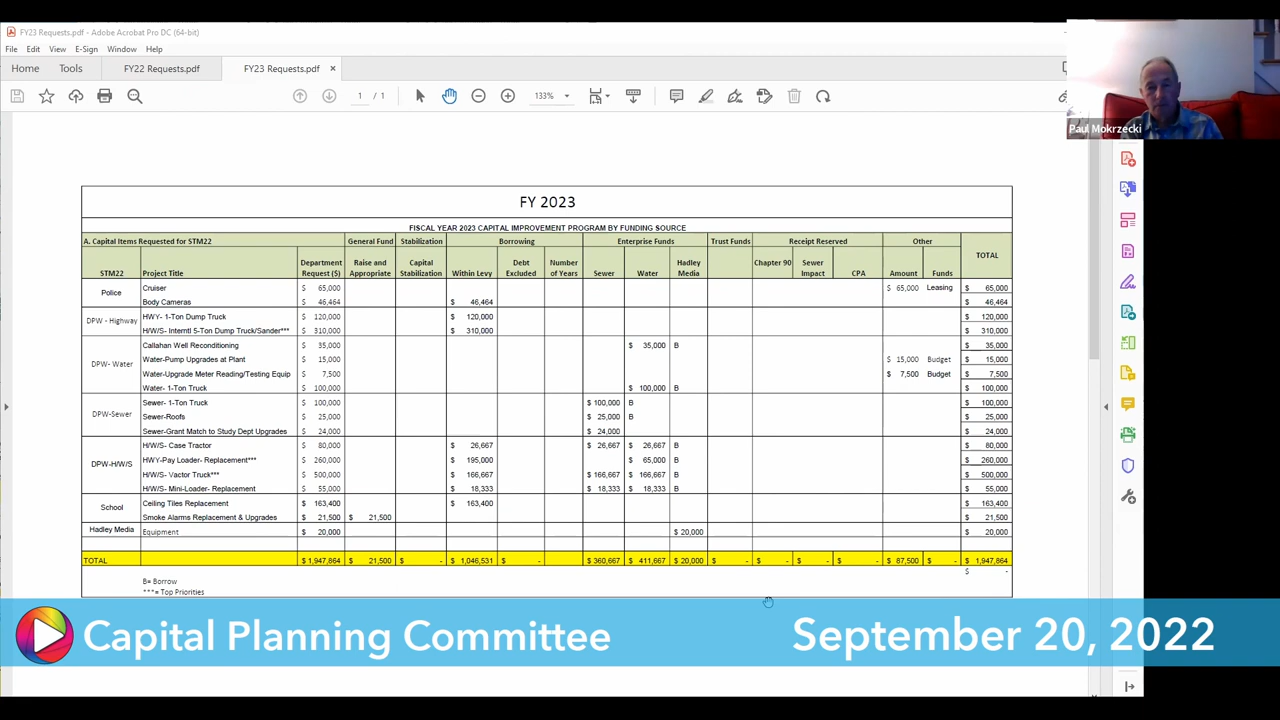 FY23 Requests.pdf - Adobe Acrobat Pro DC (64-bit)
File Edit View E-Sign Window Help
Home Tools FY22 Requests.pdf FY23 Requests.pdf ×
1 / 1 133%
Paul Mokrzecki
FY 2023
FISCAL YEAR 2023 CAPITAL IMPROVEMENT PROGRAM BY FUNDING SOURCE
A. Capital Items Requested for STM22 General Fund Stabilization Borrowing Enterprise Funds Trust Funds Receipt Reserved Other TOTAL
STM22 Project Title Department Request ($) Raise and Appropriate Capital Stabilization Within Levy Debt Excluded Number of Years Sewer Water Hadley Media Chapter 90 Sewer Impact CPA Amount Funds
Police Cruiser $ 65,000 $ 65,000 Leasing $ 65,000
Body Cameras $ 46,464 $ 46,464 $ 46,464
DPW - Highway HWY- 1-Ton Dump Truck $ 120,000 $ 120,000 $ 120,000
H/W/S- Interntl 5-Ton Dump Truck/Sander*** $ 310,000 $ 310,000 $ 310,000
DPW- Water Callahan Well Reconditioning $ 35,000 $ 35,000 B $ 35,000
Water-Pump Upgrades at Plant $ 15,000 $ 15,000 Budget $ 15,000
Water-Upgrade Meter Reading/Testing Equip $ 7,500 $ 7,500 Budget $ 7,500
Water- 1-Ton Truck $ 100,000 $ 100,000 B $ 100,000
DPW-Sewer Sewer- 1-Ton Truck $ 100,000 $ 100,000 B $ 100,000
Sewer-Roofs $ 25,000 $ 25,000 B $ 25,000
Sewer-Grant Match to Study Dept Upgrades $ 24,000 $ 24,000 $ 24,000
DPW-H/W/S H/W/S- Case Tractor $ 80,000 $ 26,667 $ 26,667 $ 26,667 B $ 80,000
HWY-Pay Loader- Replacement*** $ 260,000 $ 195,000 $ 65,000 B $ 260,000
H/W/S- Vactor Truck*** $ 500,000 $ 166,667 $ 166,667 $ 166,667 B $ 500,000
H/W/S- Mini-Loader- Replacement $ 55,000 $ 18,333 $ 18,333 $ 18,333 B $ 55,000
School Ceiling Tiles Replacement $ 163,400 $ 163,400 $ 163,400
Smoke Alarms Replacement & Upgrades $ 21,500 $ 21,500 $ 21,500
Hadley Media Equipment $ 20,000 $ 20,000 $ 20,000
TOTAL $ 1,947,864 $ 21,500 $ - $ 1,046,531 $ - $ 360,667 $ 411,667 $ 20,000 $ - $ - $ - $ - $ 87,500 $ - $ 1,947,864
$ -
B= Borrow
***= Top Priorities
Capital Planning Committee September 20, 2022